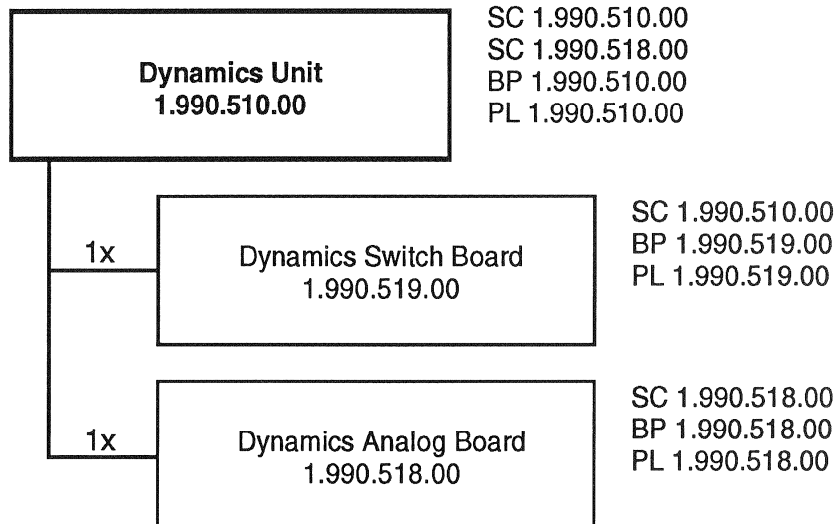 Dynamics Unit
1.990.510.00
SC 1.990.510.00
SC 1.990.518.00
BP 1.990.510.00
PL 1.990.510.00
1x
Dynamics Switch Board
1.990.519.00
SC 1.990.510.00
BP 1.990.519.00
PL 1.990.519.00
1x
Dynamics Analog Board
1.990.518.00
SC 1.990.518.00
BP 1.990.518.00
PL 1.990.518.00